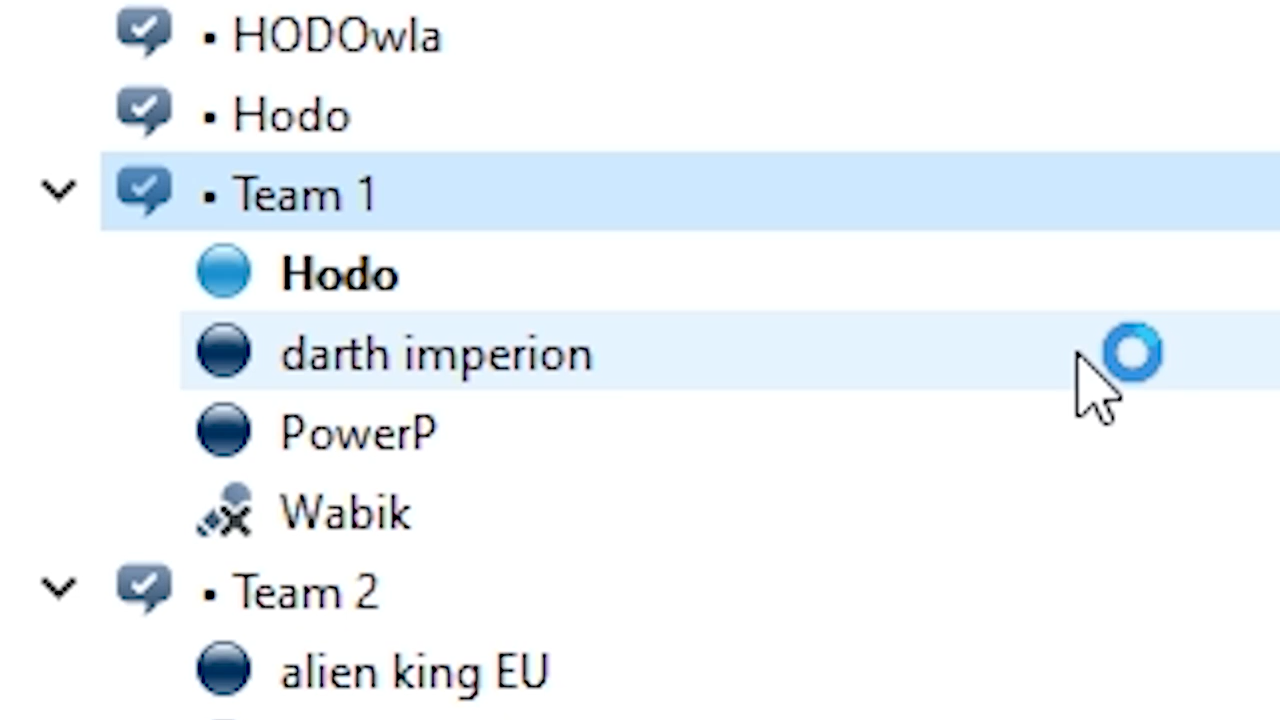 • HODOwla
• Hodo
• Team 1
Hodo
darth imperion
PowerP
Wabik
• Team 2
alien king EU